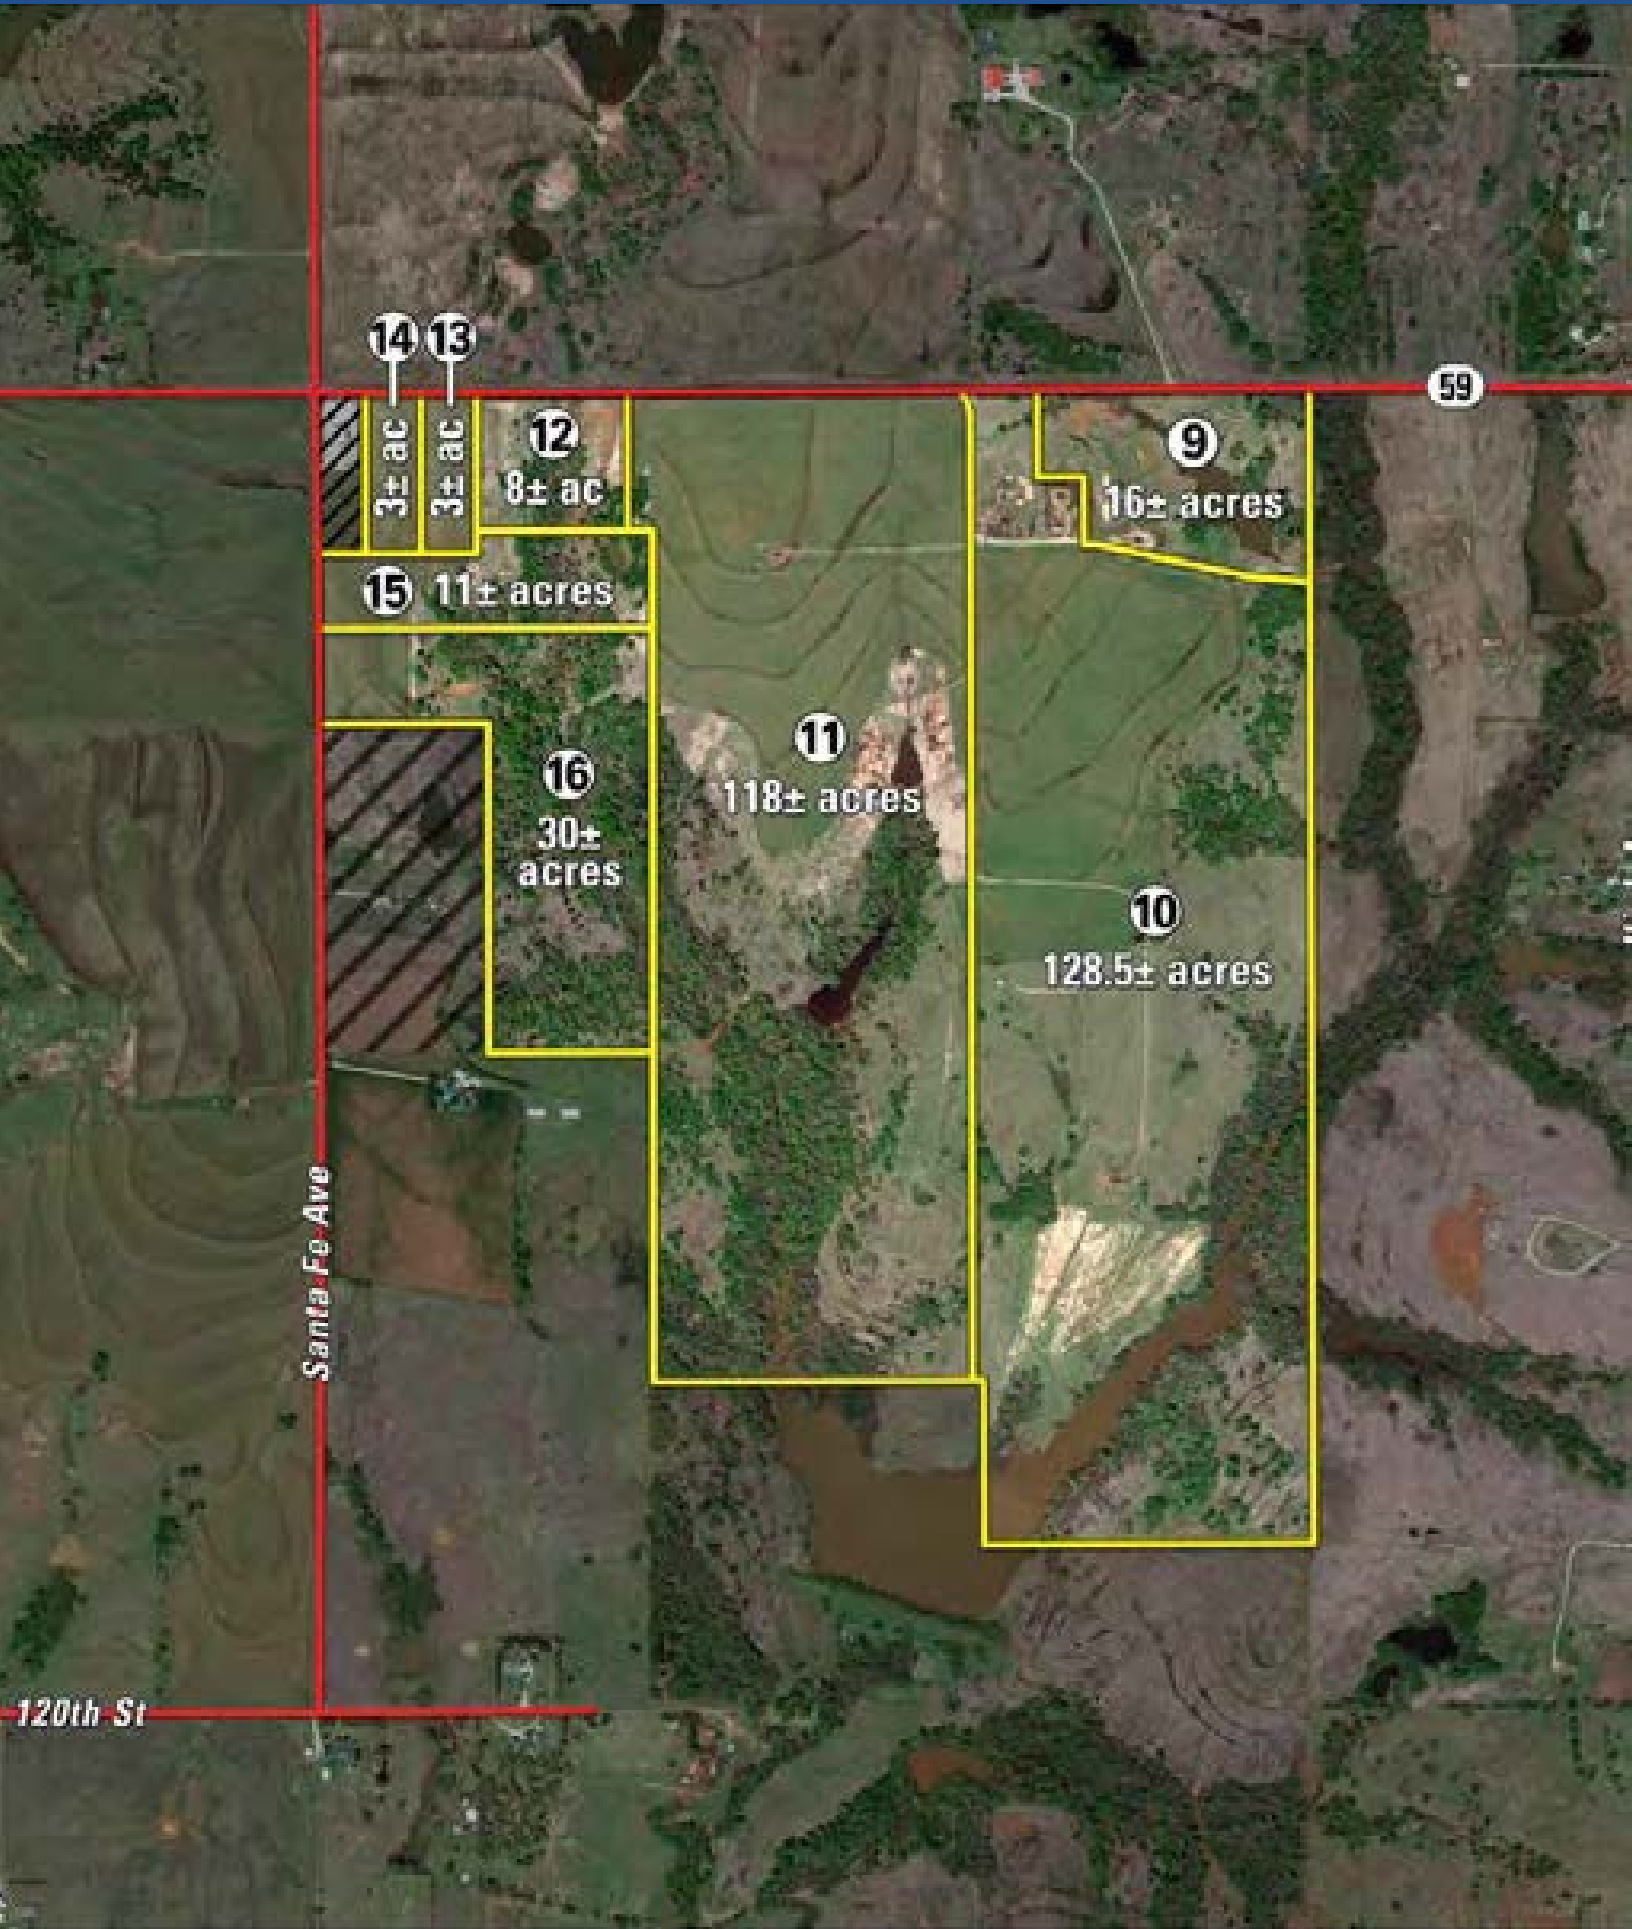 14
13
59
3± ac
3± ac
12
8± ac
9
16± acres
15 11± acres
11
118± acres
16
30±
acres
10
128.5± acres
Santa Fe Ave
120th St